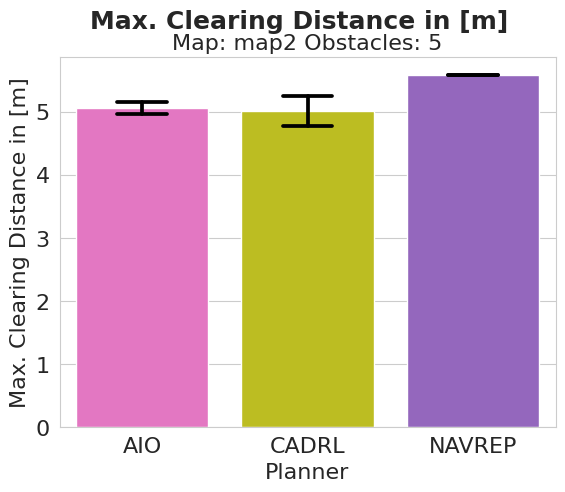 Max. Clearing Distance in [m]
Map: map2 Obstacles: 5
Max. Clearing Distance in [m]
5
4
3
2
1
0
AIO
CADRL
NAVREP
Planner